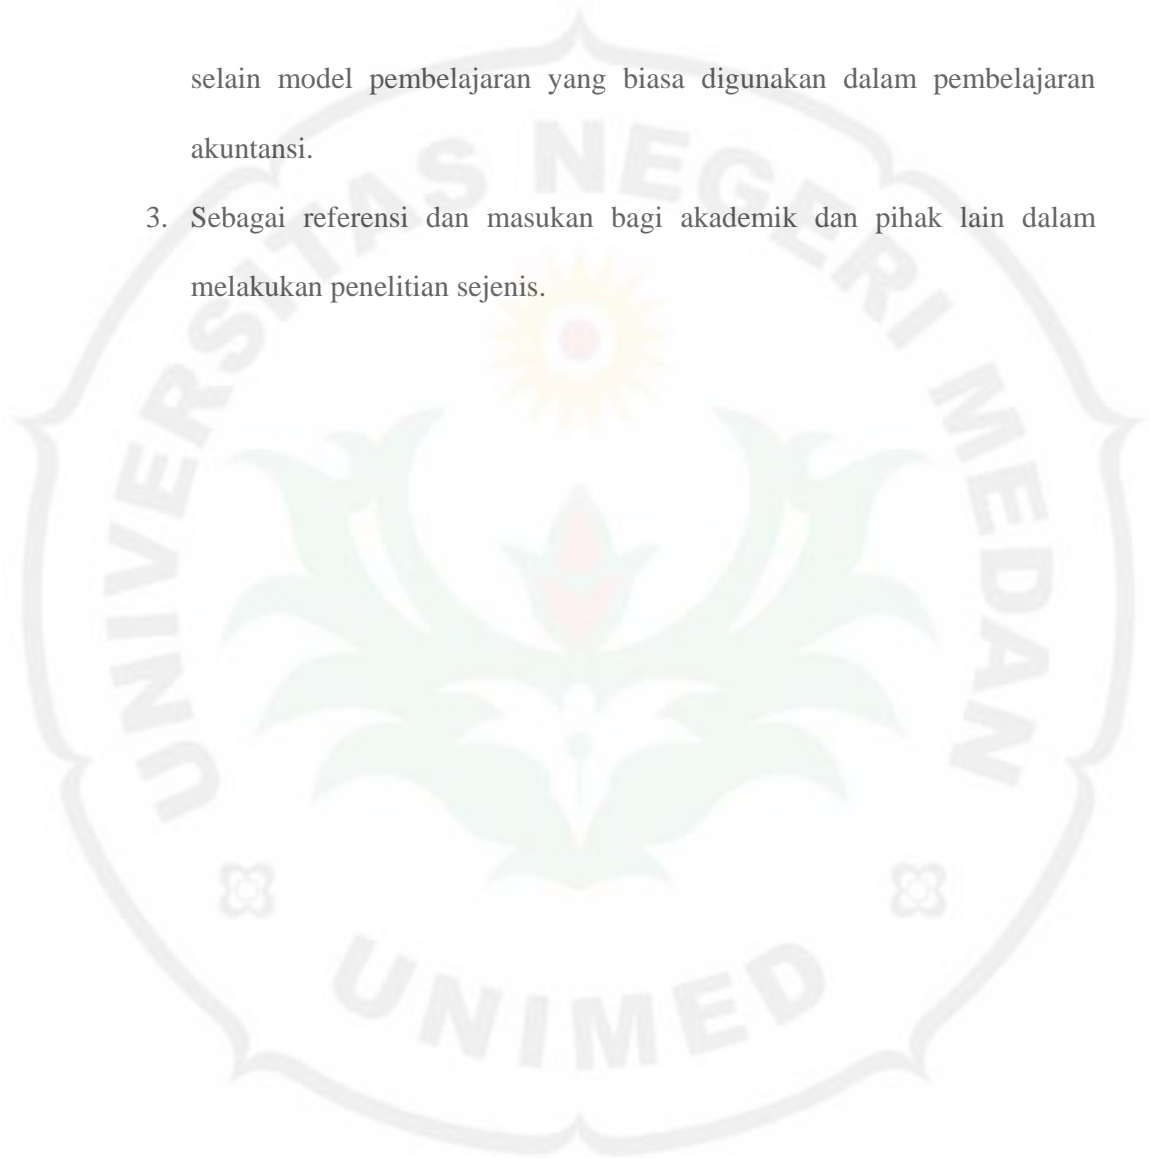 selain model pembelajaran yang biasa digunakan dalam pembelajaran
akuntansi.
3. Sebagai referensi dan masukan bagi akademik dan pihak lain dalam
melakukan penelitian sejenis.
UNIVERSITAS NEGERI MEDAN
UNIMED